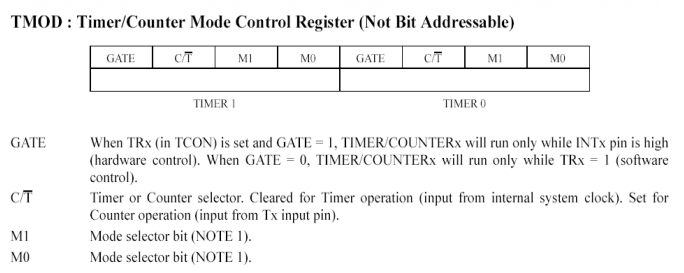 TMOD : Timer/Counter Mode Control Register (Not Bit Addressable)
GATE C/T̅ M1 M0 GATE C/T̅ M1 M0
TIMER 1 TIMER 0
GATE When TRx (in TCON) is set and GATE = 1, TIMER/COUNTERx will run only while INTx pin is high
(hardware control). When GATE = 0, TIMER/COUNTERx will run only while TRx = 1 (software
control).
C/T̅ Timer or Counter selector. Cleared for Timer operation (input from internal system clock). Set for
Counter operation (input from Tx input pin).
M1 Mode selector bit (NOTE 1).
M0 Mode selector bit (NOTE 1).